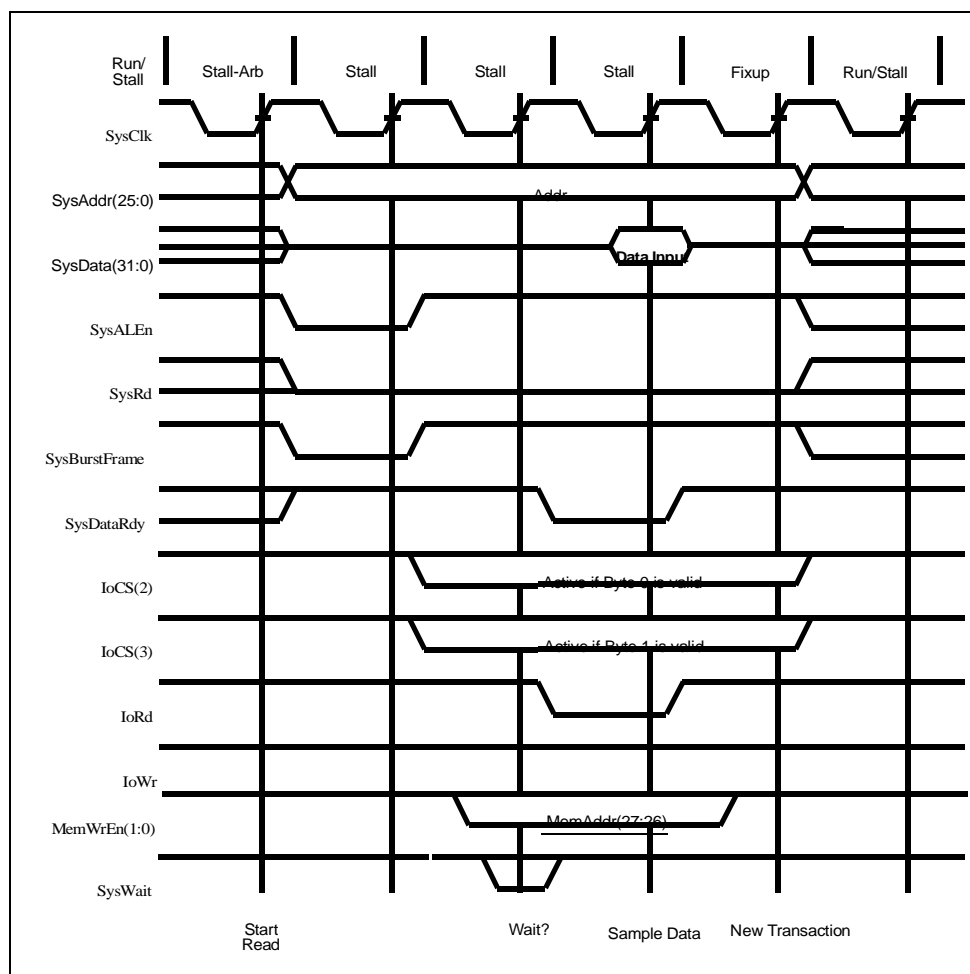 Run/
Stall
Stall-Arb
Stall
Stall
Stall
Fixup
Run/Stall
SysClk
SysAddr(25:0)
Addr
SysData(31:0)
Data Input
SysALEn
SysRd
SysBurstFrame
SysDataRdy
IoCS(2)
Active if Byte 0 is valid
IoCS(3)
Active if Byte 1 is valid
IoRd
IoWr
MemWrEn(1:0)
MemAddr(27:26)
SysWait
Start
Read
Wait?
Sample Data
New Transaction